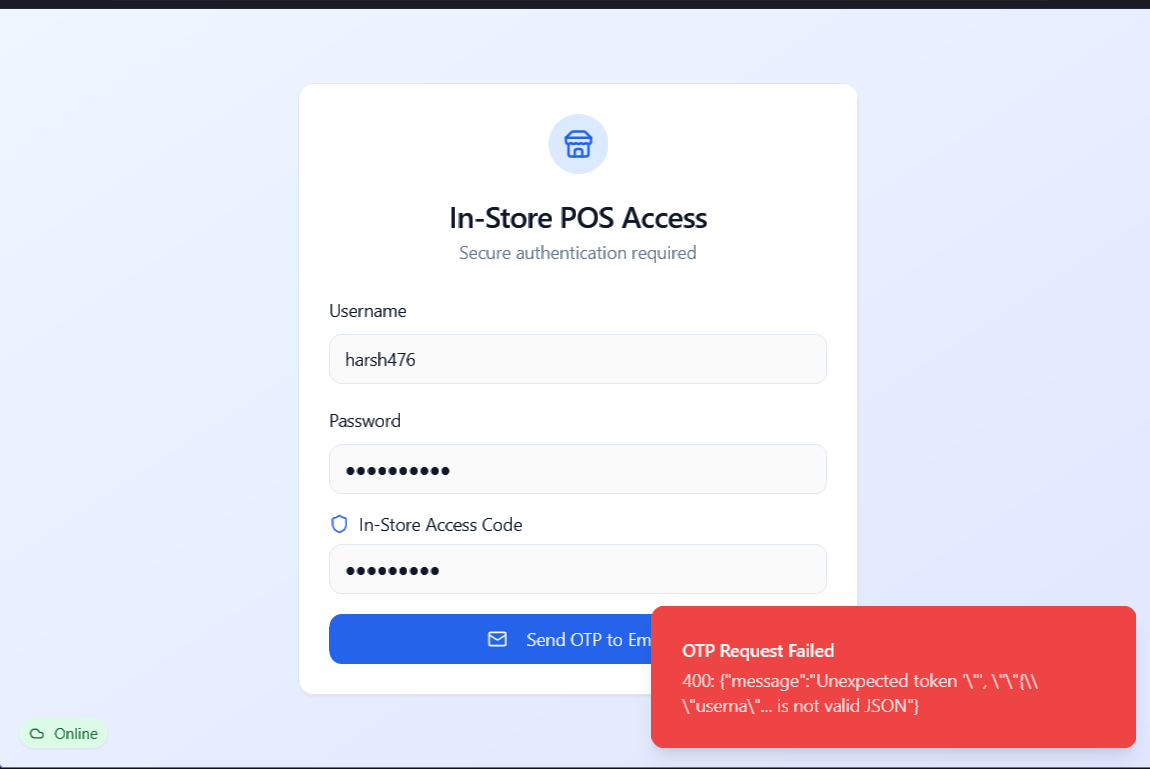 In-Store POS Access
Secure authentication required
Username
harsh476
Password
In-Store Access Code
Send OTP to Em
OTP Request Failed
400: {"message":"Unexpected token '\"', \"\"{\\
\"userna\"... is not valid JSON"}
Online